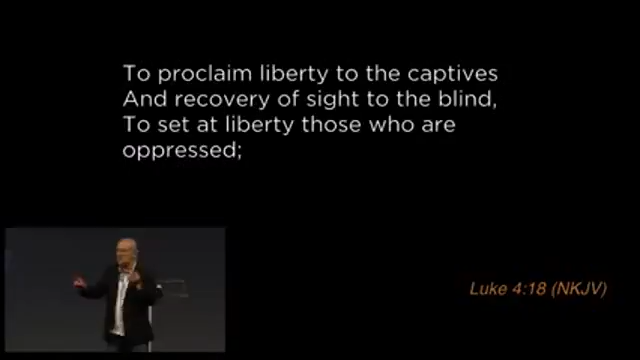 To proclaim liberty to the captives
And recovery of sight to the blind,
To set at liberty those who are
oppressed;
Luke 4:18 (NKJV)